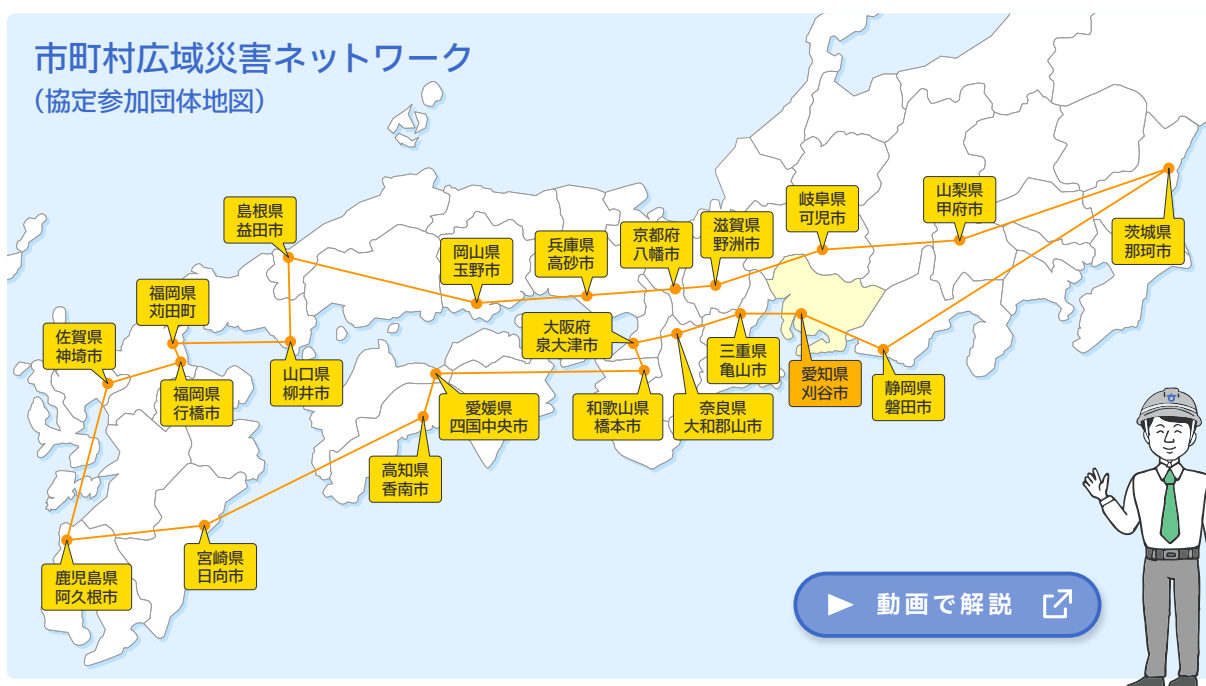 市町村広域災害ネットワーク
(協定参加団体地図)
島根県
益田市
岡山県
玉野市
兵庫県
高砂市
京都府
八幡市
滋賀県
野洲市
岐阜県
可児市
山梨県
甲府市
茨城県
那珂市
福岡県
苅田町
佐賀県
神埼市
福岡県
行橋市
山口県
柳井市
大阪府
泉大津市
愛媛県
四国中央市
和歌山県
橋本市
奈良県
大和郡山市
三重県
亀山市
愛知県
刈谷市
静岡県
磐田市
高知県
香南市
宮崎県
日向市
鹿児島県
阿久根市
動画で解説